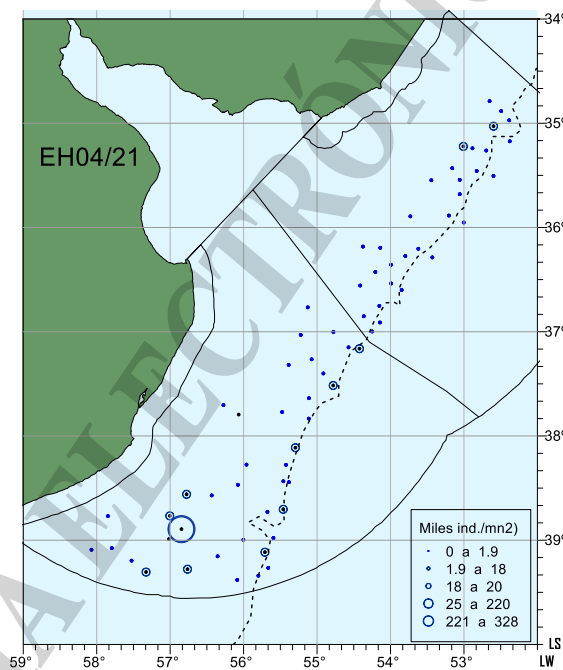 34°
35°
EH04/21
36°
37°
38°
Miles ind./mn2)
0 a 1.9
39°
1.9 a 18
18 a 20
25 a 220
221 a 328
LS
59° 58° 57° 56° 55° 54° 53° LW
A ELECTRÓNIC